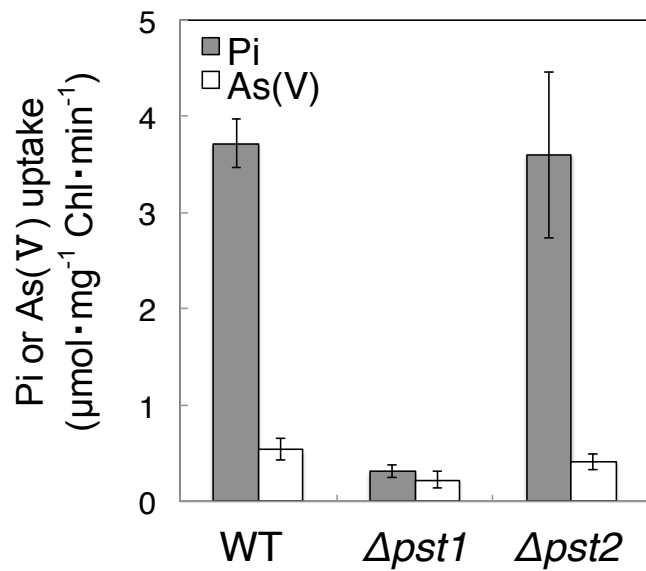 Pi or As(V) uptake
(µmol・mg⁻¹ Chl・min⁻¹)
5
4
3
2
1
0
Pi
As(V)
WT
Δpst1
Δpst2